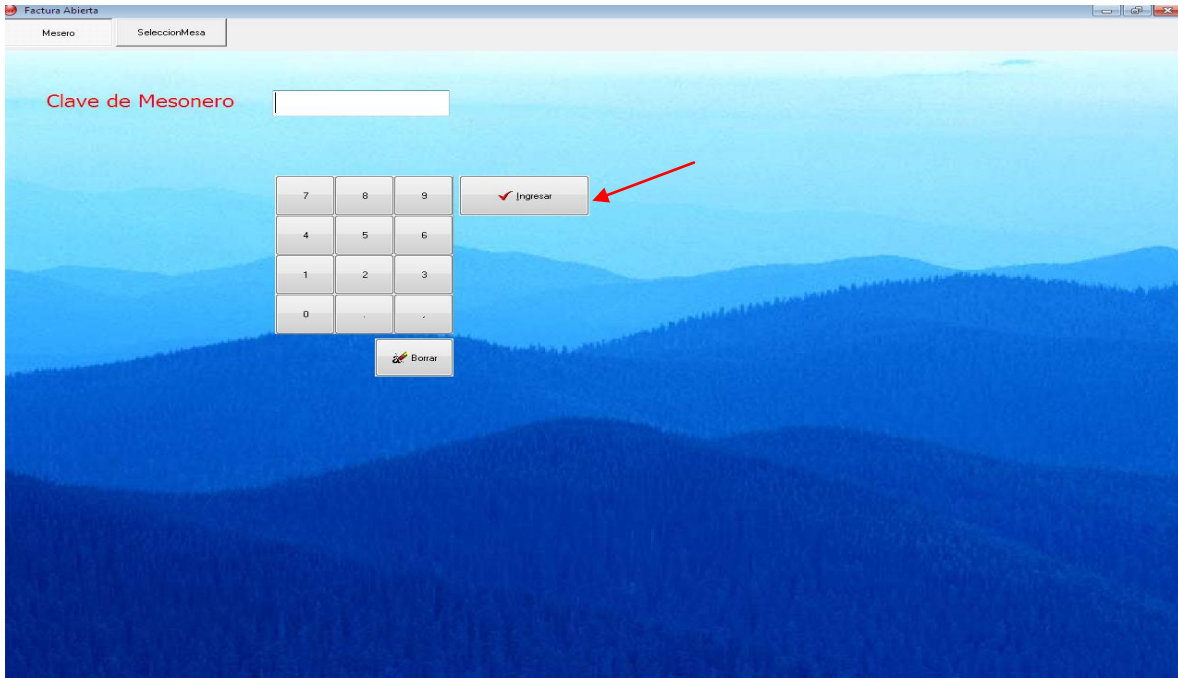 Factura Abierta
Mesero SeleccionMesa
Clave de Mesonero
7 8 9 Ingresar
4 5 6
1 2 3
0 . ,
Borrar